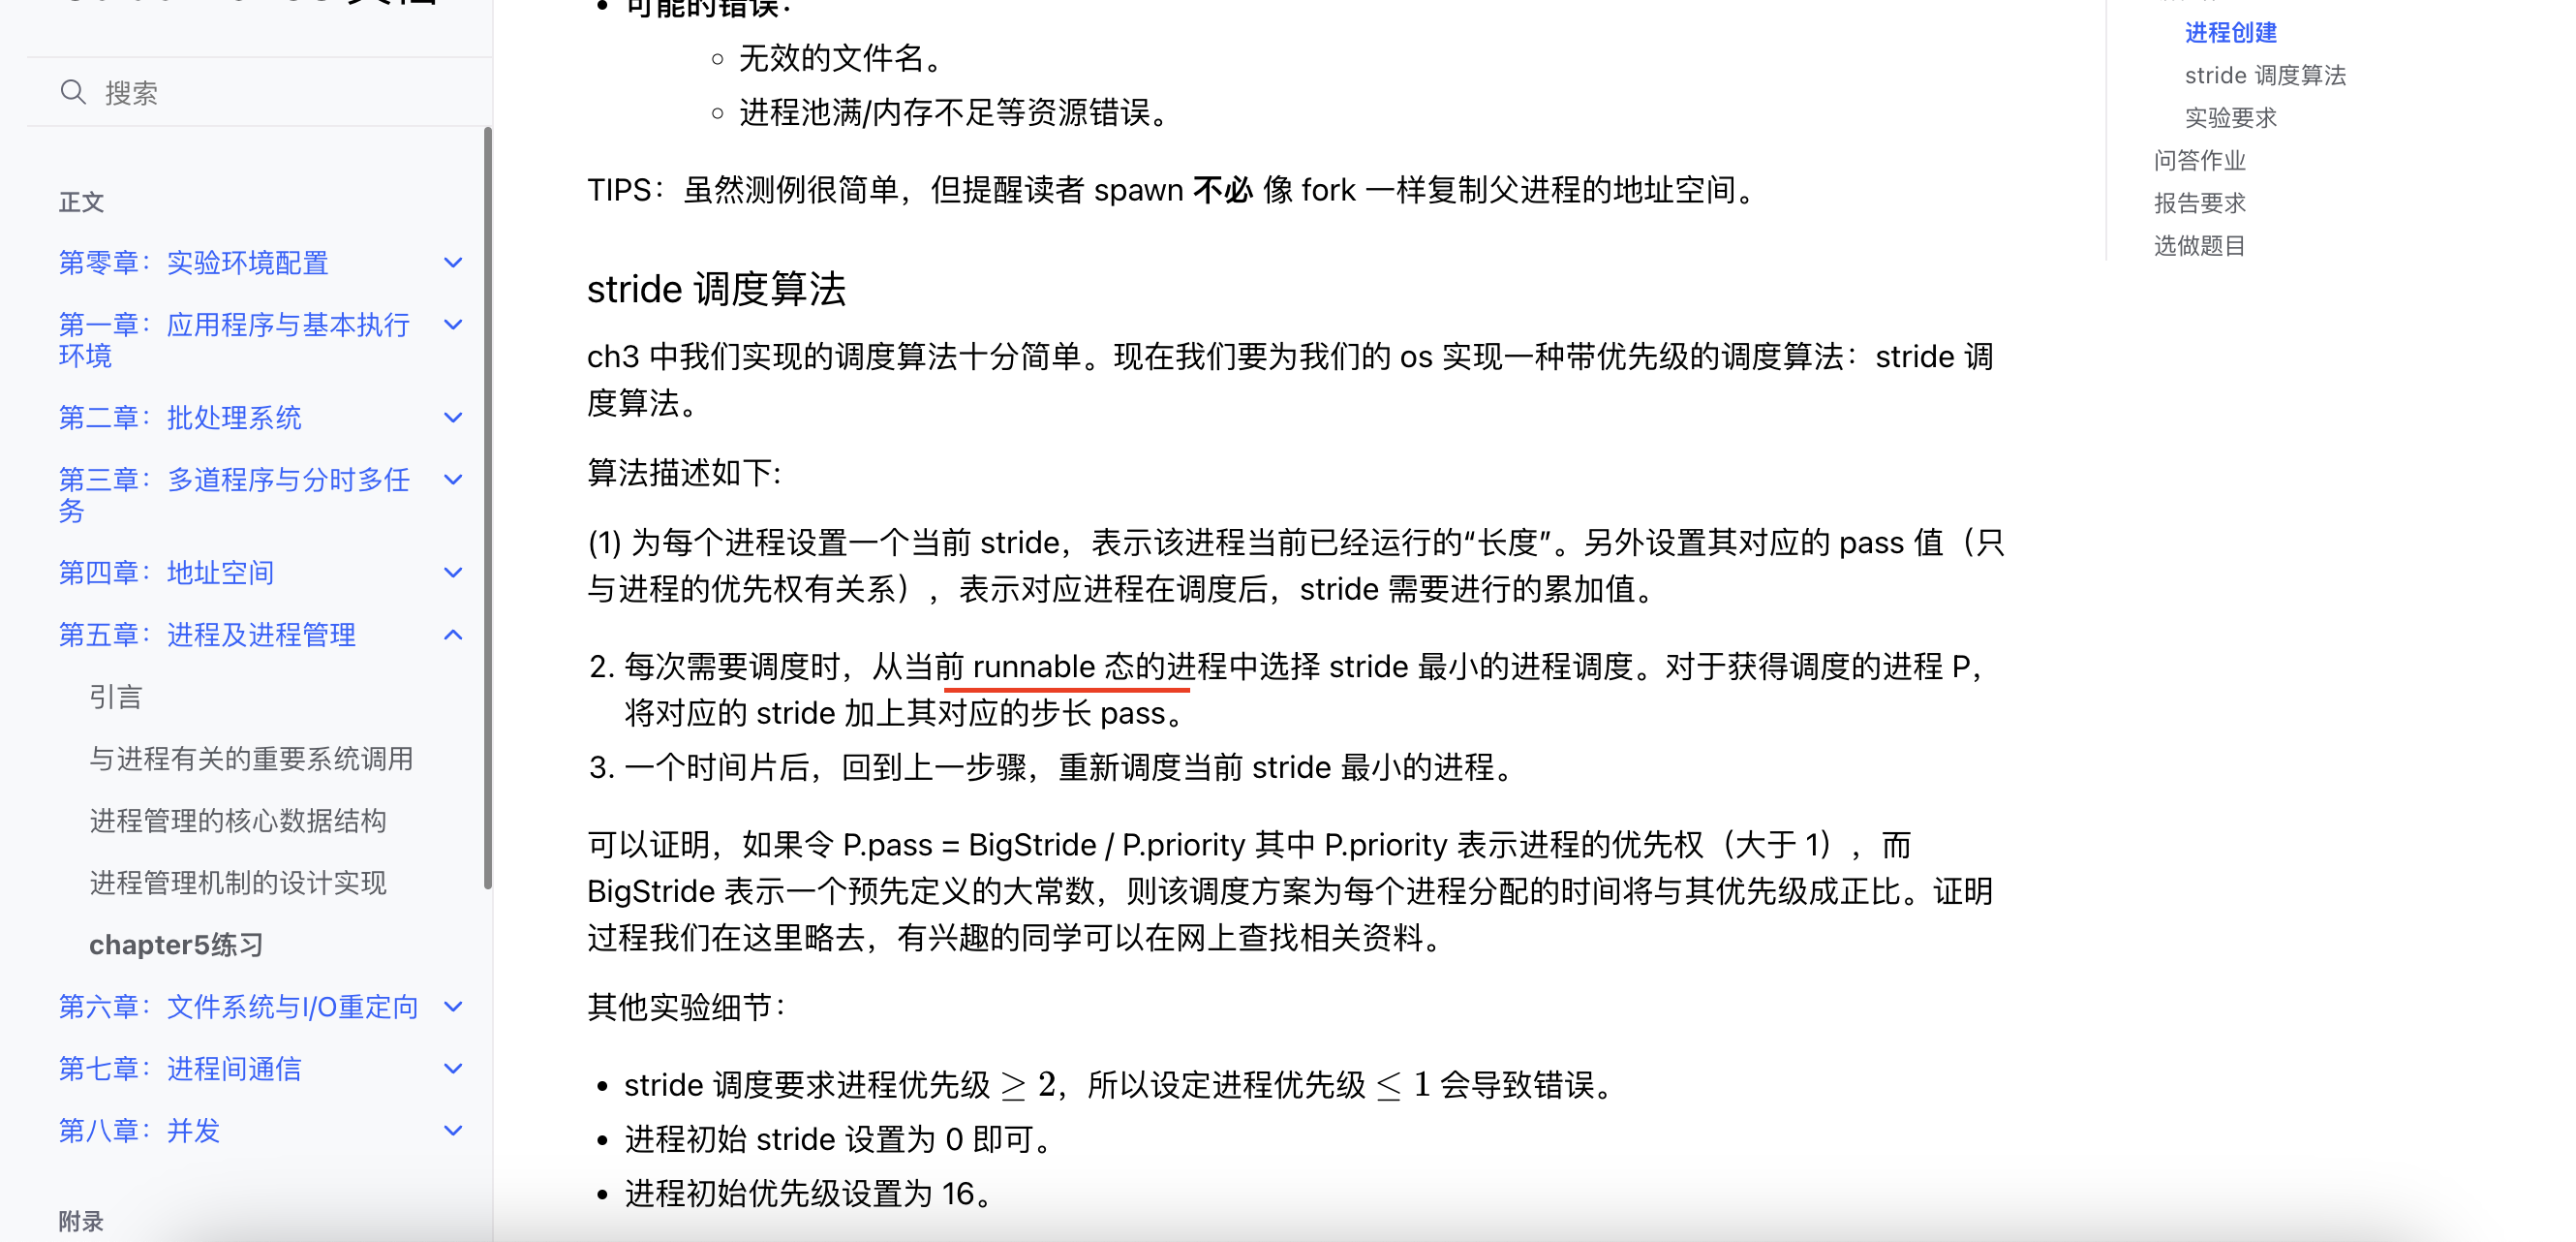 搜索
正文
第零章：实验环境配置
第一章：应用程序与基本执行
环境
第二章：批处理系统
第三章：多道程序与分时多任
务
第四章：地址空间
第五章：进程及进程管理
引言
与进程有关的重要系统调用
进程管理的核心数据结构
进程管理机制的设计实现
chapter5练习
第六章：文件系统与I/O重定向
第七章：进程间通信
第八章：并发
附录
• 可能的错误：
◦ 无效的文件名。
◦ 进程池满/内存不足等资源错误。
TIPS：虽然测例很简单，但提醒读者 spawn 不必 像 fork 一样复制父进程的地址空间。
stride 调度算法
ch3 中我们实现的调度算法十分简单。现在我们要为我们的 os 实现一种带优先级的调度算法：stride 调
度算法。
算法描述如下:
(1) 为每个进程设置一个当前 stride，表示该进程当前已经运行的“长度”。另外设置其对应的 pass 值（只
与进程的优先权有关系），表示对应进程在调度后，stride 需要进行的累加值。
2. 每次需要调度时，从当前 runnable 态的进程中选择 stride 最小的进程调度。对于获得调度的进程 P，
将对应的 stride 加上其对应的步长 pass。
3. 一个时间片后，回到上一步骤，重新调度当前 stride 最小的进程。
可以证明，如果令 P.pass = BigStride / P.priority 其中 P.priority 表示进程的优先权（大于 1），而
BigStride 表示一个预先定义的大常数，则该调度方案为每个进程分配的时间将与其优先级成正比。证明
过程我们在这里略去，有兴趣的同学可以在网上查找相关资料。
其他实验细节：
• stride 调度要求进程优先级 ≥ 2，所以设定进程优先级 ≤ 1 会导致错误。
• 进程初始 stride 设置为 0 即可。
• 进程初始优先级设置为 16。
进程创建
stride 调度算法
实验要求
问答作业
报告要求
选做题目